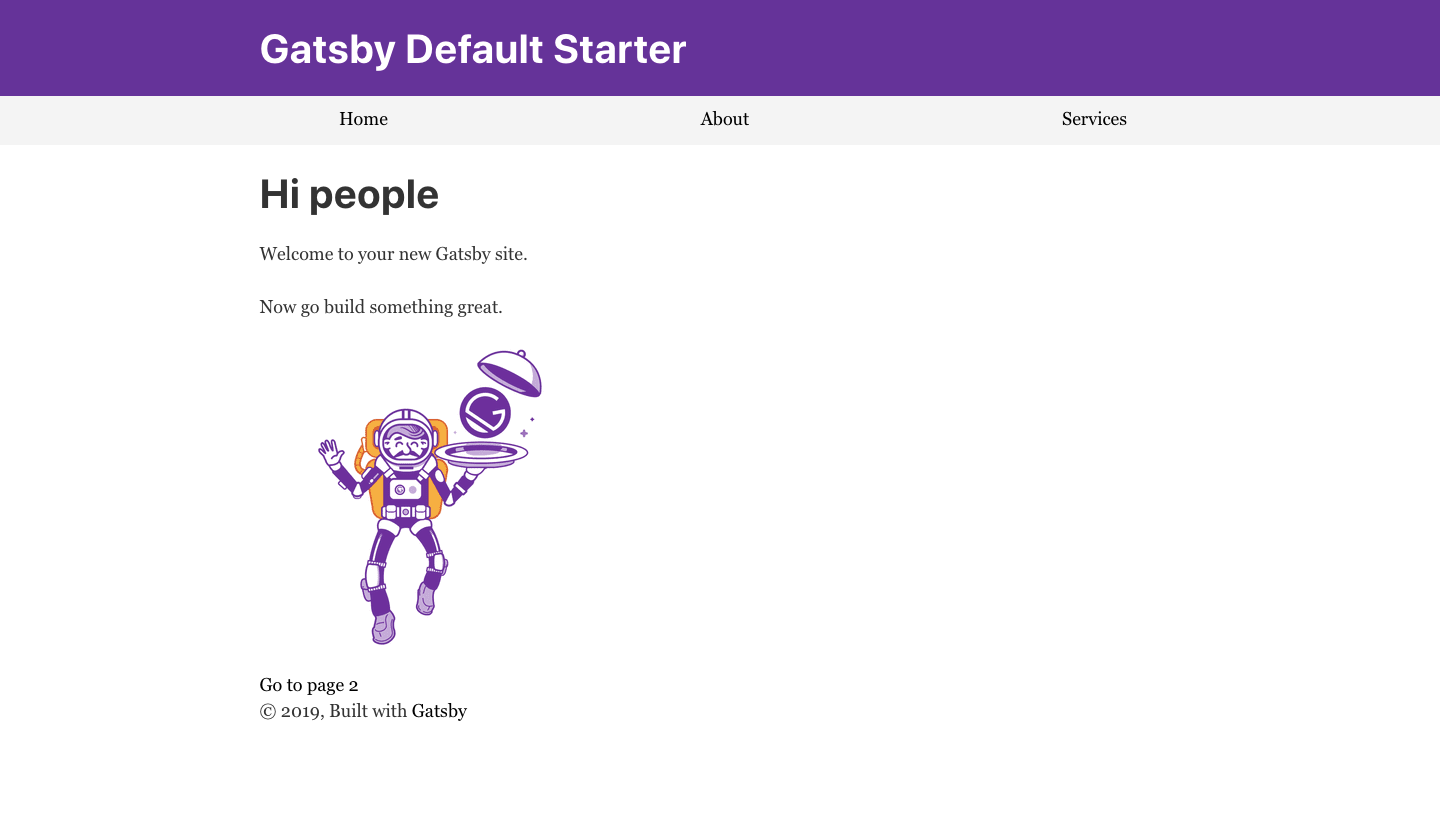 Gatsby Default Starter
Home About Services
Hi people
Welcome to your new Gatsby site.
Now go build something great.
Go to page 2
© 2019, Built with Gatsby